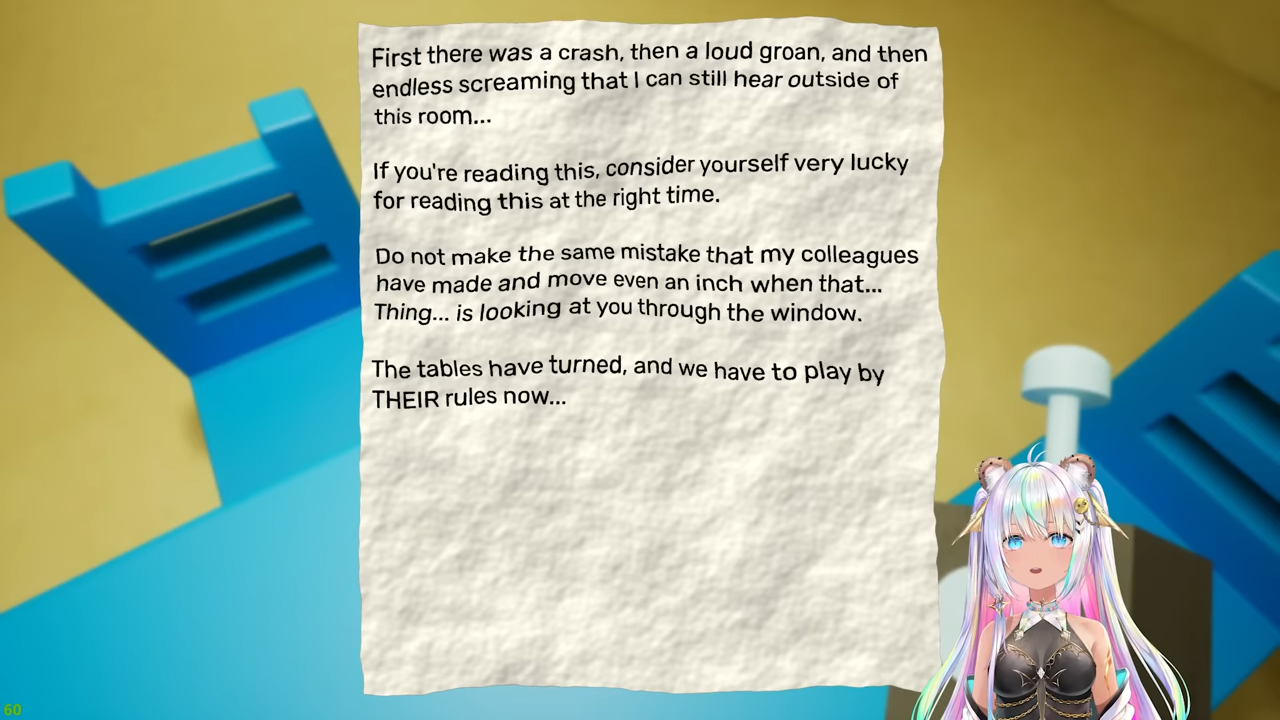 First there was a crash, then a loud groan, and then
endless screaming that I can still hear outside of
this room...
If you're reading this, consider yourself very lucky
for reading this at the right time.
Do not make the same mistake that my colleagues
have made and move even an inch when that...
Thing... is looking at you through the window.
The tables have turned, and we have to play by
THEIR rules now...
60